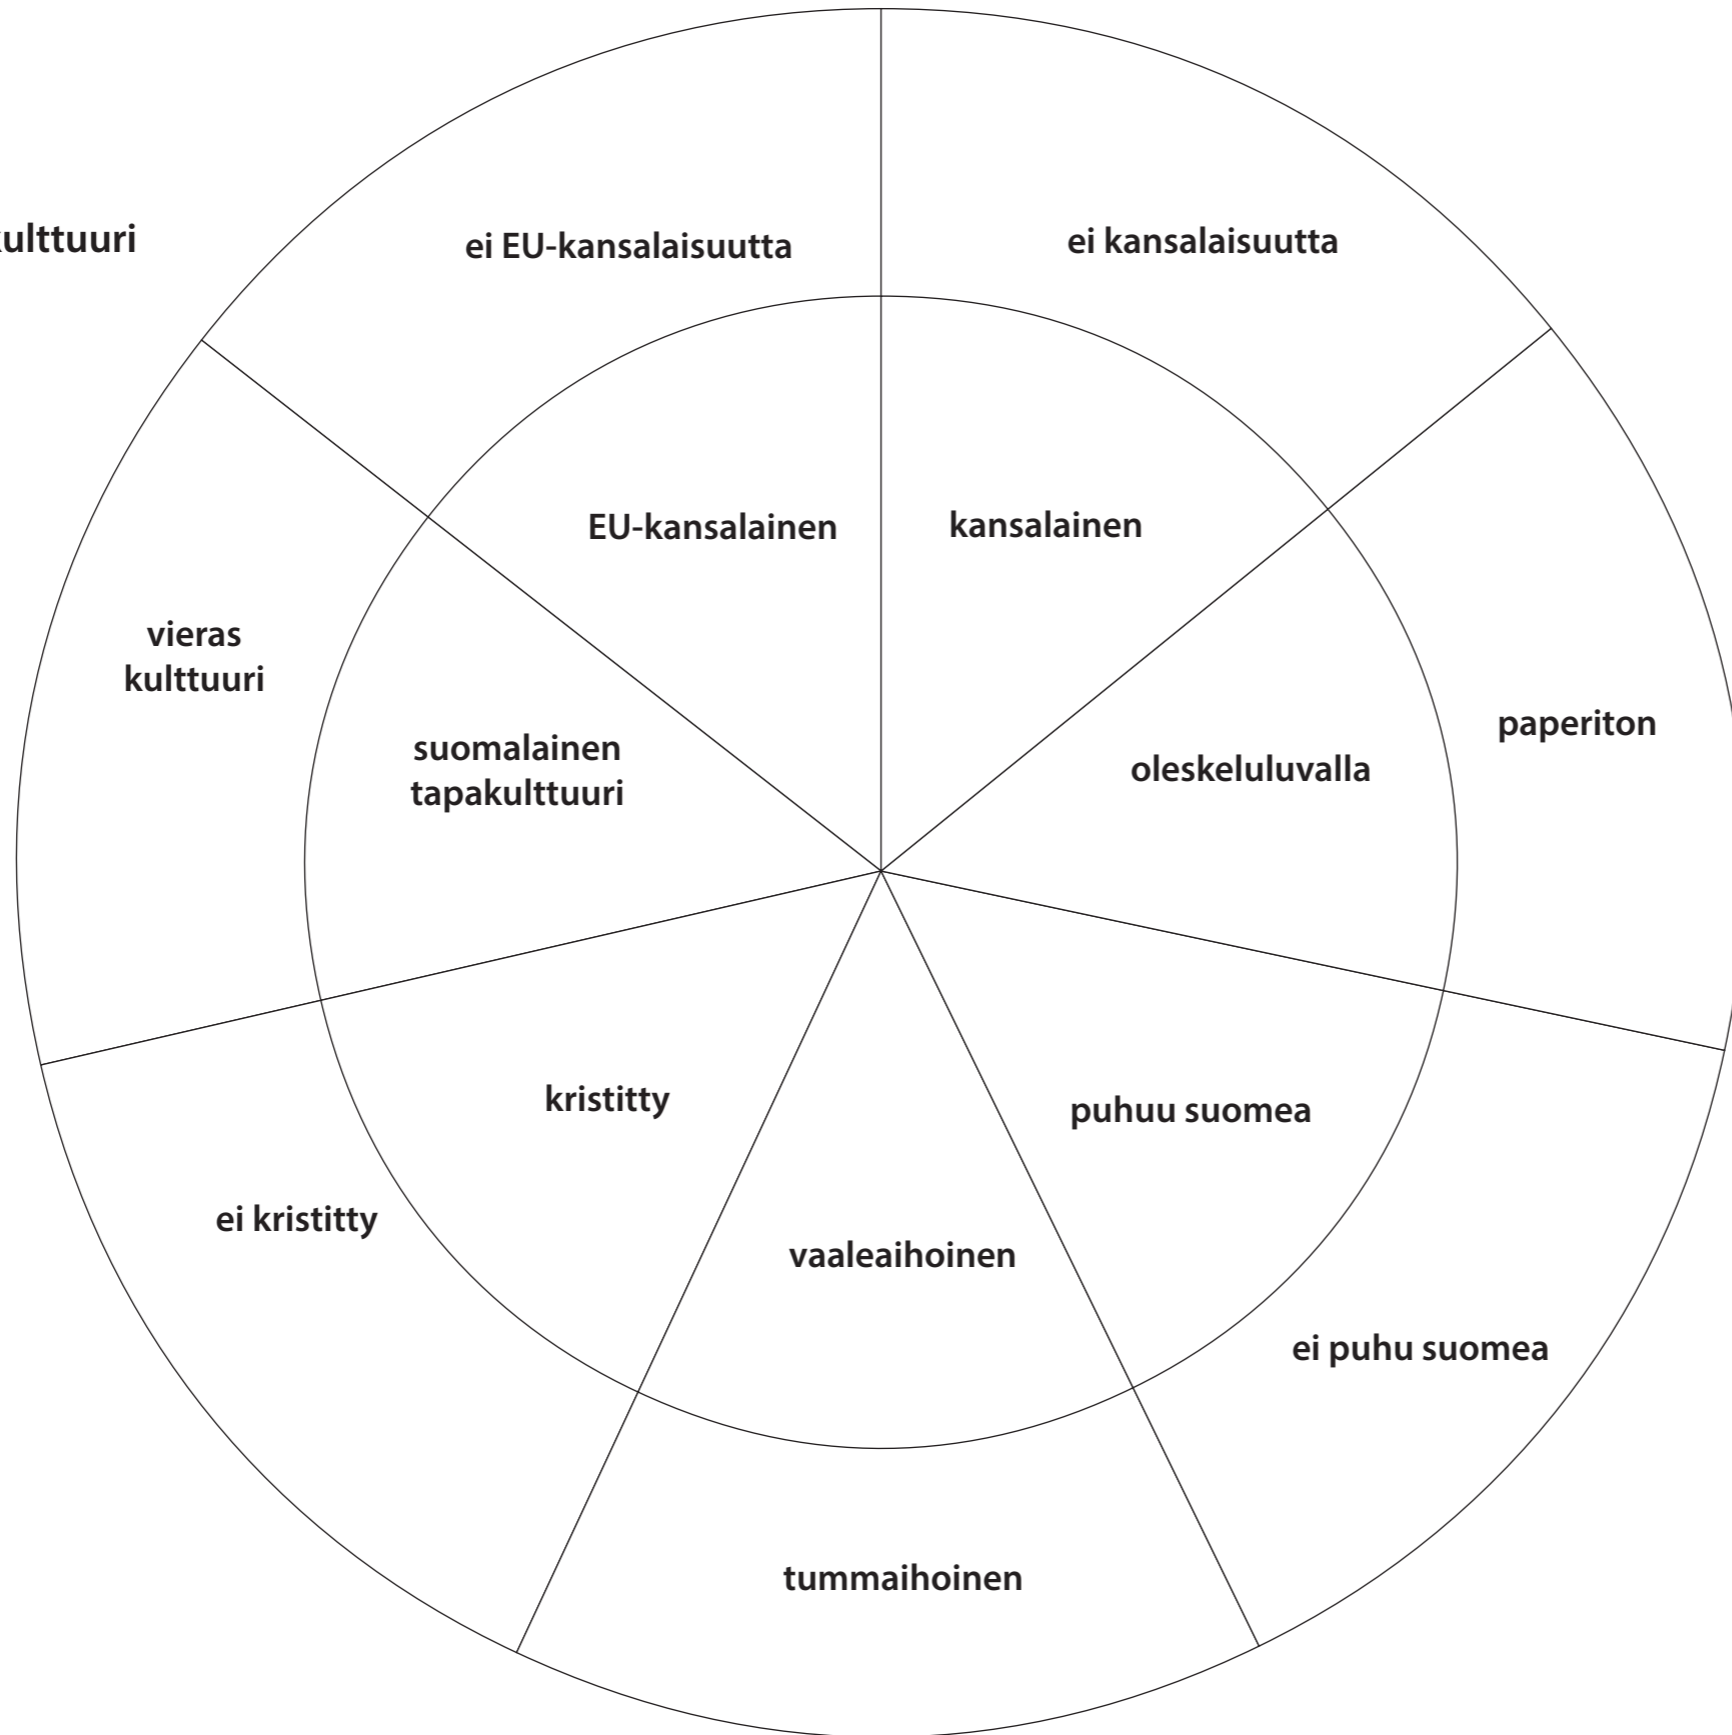 ulttuuri
ei EU-kansalaisuutta
ei kansalaisuutta
EU-kansalainen
kansalainen
vieras
kulttuuri
suomalainen
tapakulttuuri
oleskeluluvalla
paperiton
kristitty
puhuu suomea
ei kristitty
vaaleaihoinen
ei puhu suomea
tummaihoinen